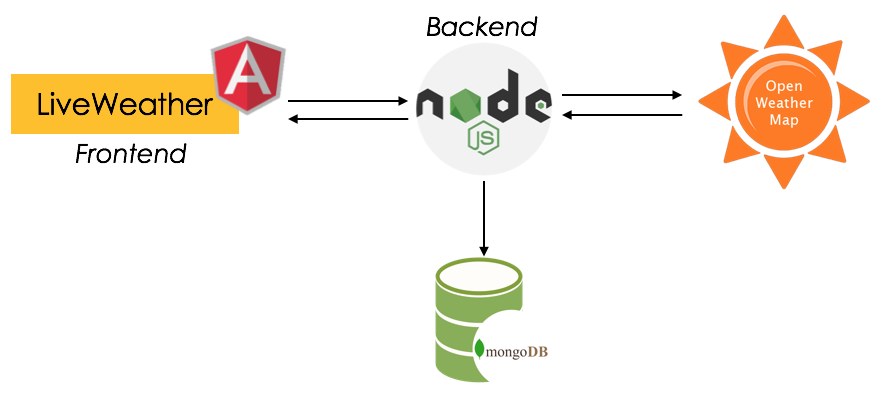 Backend
LiveWeather
A
Frontend
node
JS
Open
Weather
Map
mongoDB